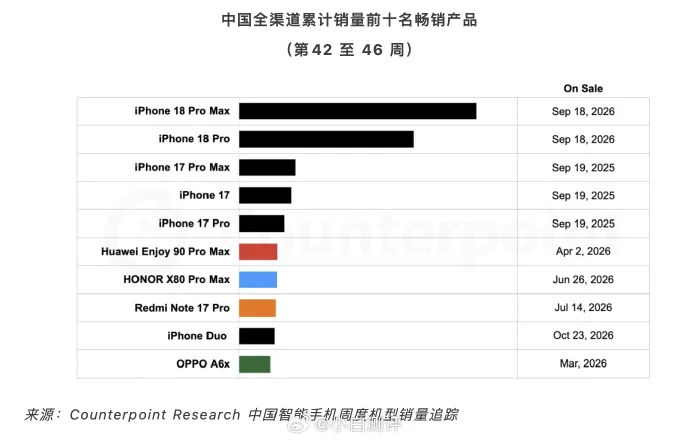 中国全渠道累计销量前十名畅销产品
（第42 至 46 周）
On Sale
iPhone 18 Pro Max Sep 18, 2026
iPhone 18 Pro Sep 18, 2026
iPhone 17 Pro Max Sep 19, 2025
iPhone 17 Sep 19, 2025
iPhone 17 Pro Sep 19, 2025
Huawei Enjoy 90 Pro Max Apr 2, 2026
HONOR X80 Pro Max Jun 26, 2026
Redmi Note 17 Pro Jul 14, 2026
iPhone Duo Oct 23, 2026
OPPO A6x Mar, 2026
Counterpoint
来源：Counterpoint Research 中国智能手机周度机型销量追踪
@小白测评